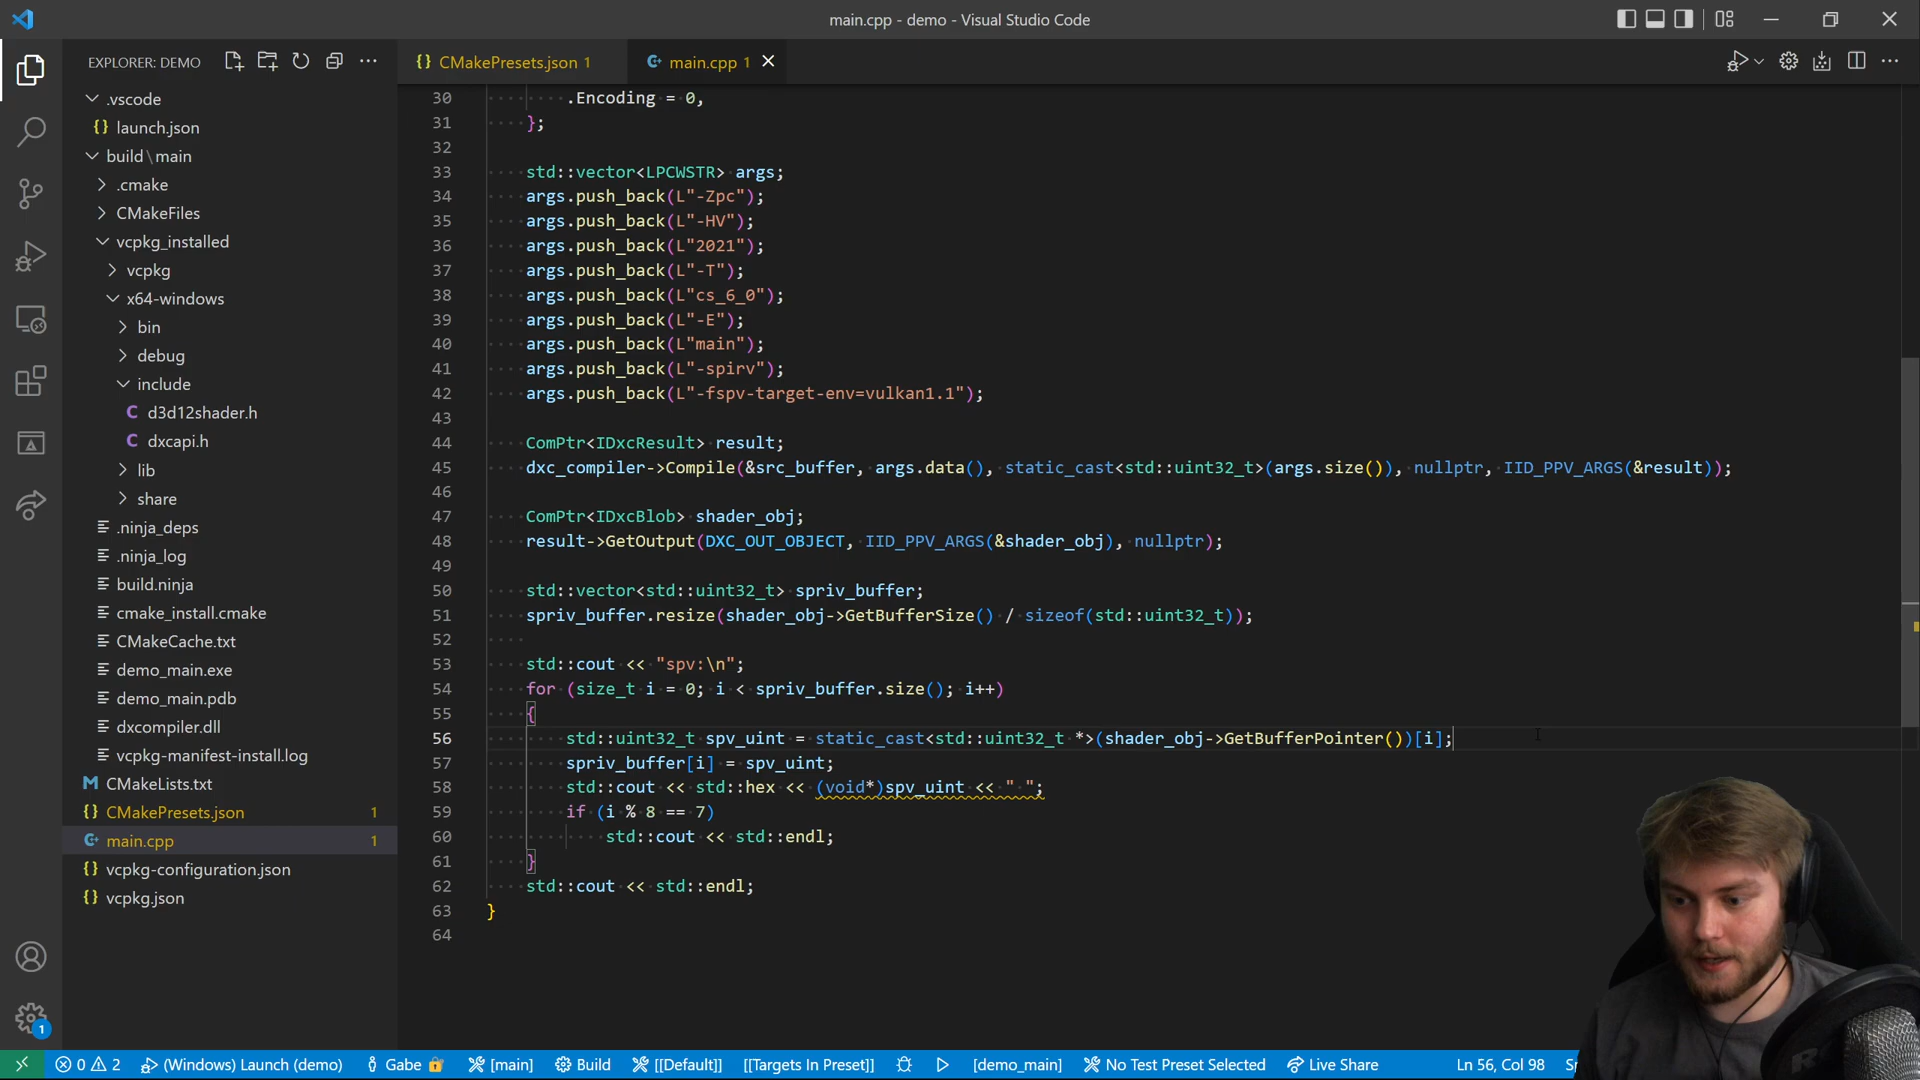 main.cpp - demo - Visual Studio Code
EXPLORER: DEMO
.vscode
launch.json
build\main
.cmake
CMakeFiles
vcpkg_installed
vcpkg
x64-windows
bin
debug
include
d3d12shader.h
dxcapi.h
lib
share
.ninja_deps
.ninja_log
build.ninja
cmake_install.cmake
CMakeCache.txt
demo_main.exe
demo_main.pdb
dxcompiler.dll
vcpkg-manifest-install.log
CMakeLists.txt
CMakePresets.json 1
main.cpp 1
vcpkg-configuration.json
vcpkg.json
CMakePresets.json 1
main.cpp 1
30 .Encoding = 0,
31 };
32
33 std::vector<LPCWSTR> args;
34 args.push_back(L"-Zpc");
35 args.push_back(L"-HV");
36 args.push_back(L"2021");
37 args.push_back(L"-T");
38 args.push_back(L"cs_6_0");
39 args.push_back(L"-E");
40 args.push_back(L"main");
41 args.push_back(L"-spirv");
42 args.push_back(L"-fspv-target-env=vulkan1.1");
43
44 ComPtr<IDxcResult> result;
45 dxc_compiler->Compile(&src_buffer, args.data(), static_cast<std::uint32_t>(args.size()), nullptr, IID_PPV_ARGS(&result));
46
47 ComPtr<IDxcBlob> shader_obj;
48 result->GetOutput(DXC_OUT_OBJECT, IID_PPV_ARGS(&shader_obj), nullptr);
49
50 std::vector<std::uint32_t> spriv_buffer;
51 spriv_buffer.resize(shader_obj->GetBufferSize() / sizeof(std::uint32_t));
52
53 std::cout << "spv:\n";
54 for (size_t i = 0; i < spriv_buffer.size(); i++)
55 {
56 std::uint32_t spv_uint = static_cast<std::uint32_t *>(shader_obj->GetBufferPointer())[i];
57 spriv_buffer[i] = spv_uint;
58 std::cout << std::hex << (void*)spv_uint << " ";
59 if (i % 8 == 7)
60 std::cout << std::endl;
61 }
62 std::cout << std::endl;
63 }
64
1
0 2 (Windows) Launch (demo) Gabe [main] Build [[Default]] [[Targets In Preset]] [demo_main] No Test Preset Selected Live Share Ln 56, Col 98